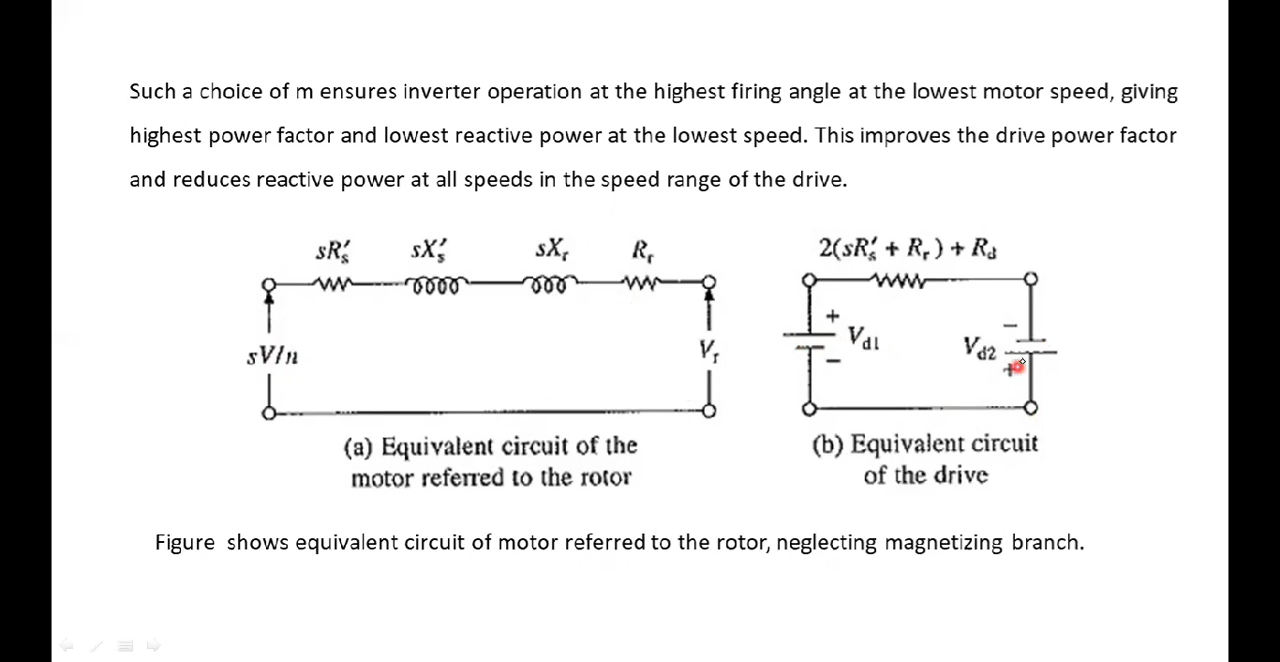 Such a choice of m ensures inverter operation at the highest firing angle at the lowest motor speed, giving
highest power factor and lowest reactive power at the lowest speed. This improves the drive power factor
and reduces reactive power at all speeds in the speed range of the drive.
sR′s sX′s sXr Rr
sV/n Vr
(a) Equivalent circuit of the
motor referred to the rotor
2(sR′s + Rr) + Rd
+ Vd1 − − Vd2 +
(b) Equivalent circuit
of the drive
Figure shows equivalent circuit of motor referred to the rotor, neglecting magnetizing branch.